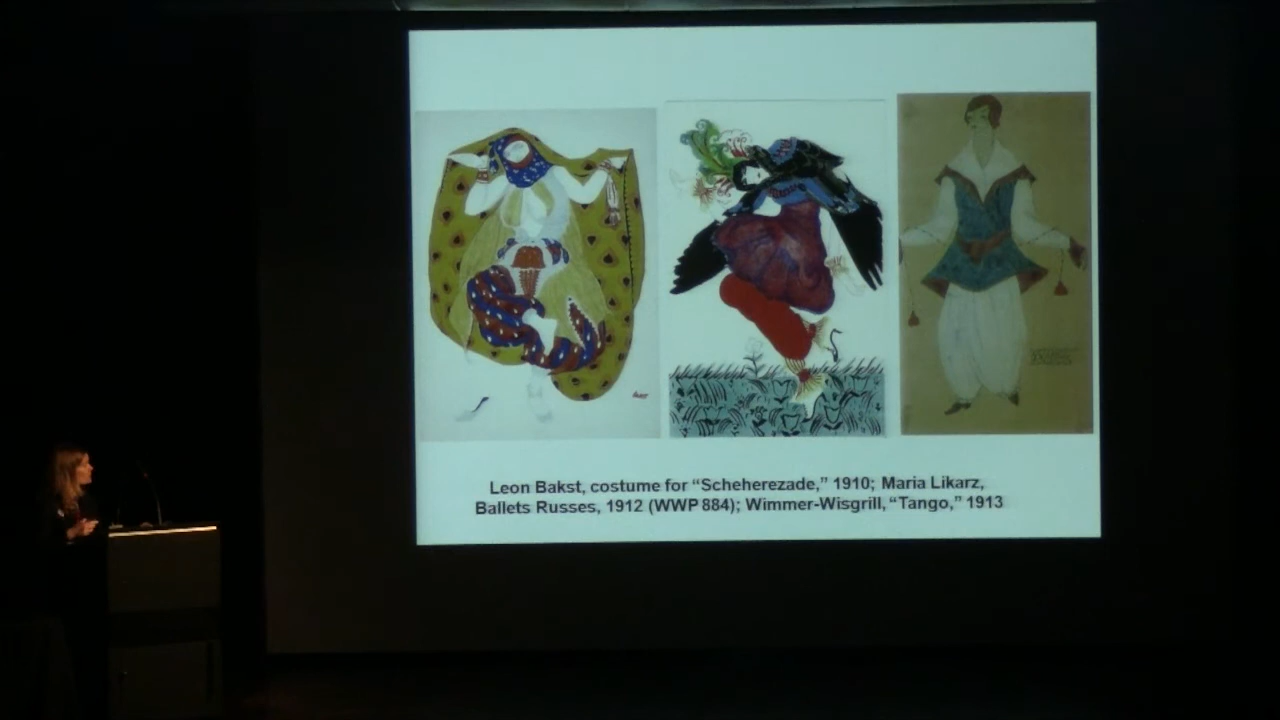 Leon Bakst, costume for “Scheherezade,” 1910; Maria Likarz,
Ballets Russes, 1912 (WWP 884); Wimmer-Wisgrill, “Tango,” 1913